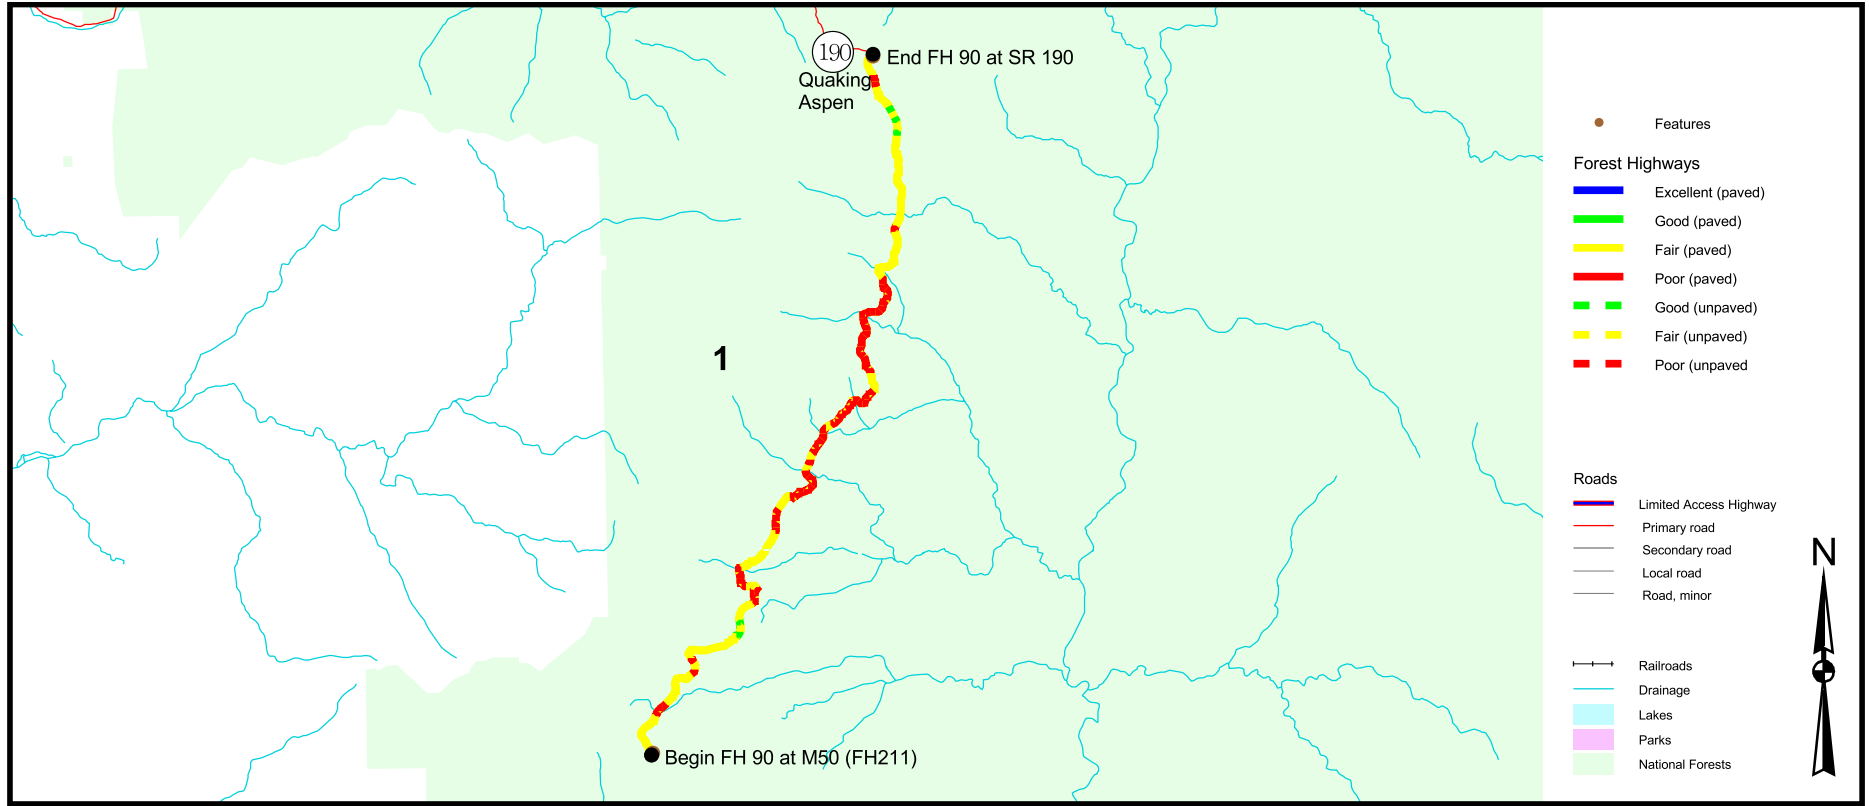 190
End FH 90 at SR 190
Quaking
Aspen
1
Begin FH 90 at M50 (FH211)
Features
Forest Highways
Excellent (paved)
Good (paved)
Fair (paved)
Poor (paved)
Good (unpaved)
Fair (unpaved)
Poor (unpaved
Roads
Limited Access Highway
Primary road
Secondary road
Local road
Road, minor
N
Railroads
Drainage
Lakes
Parks
National Forests